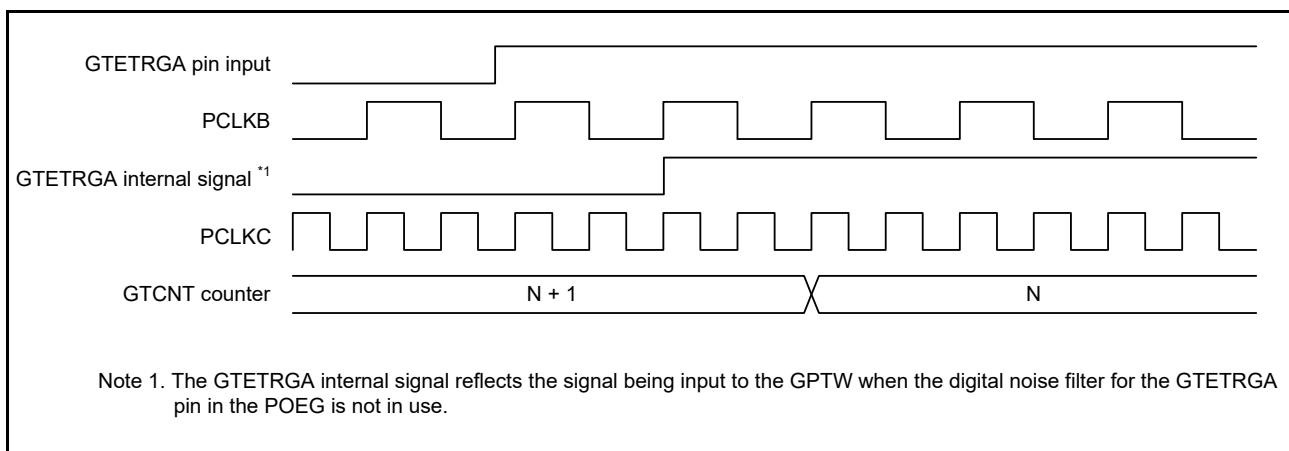 GTETRGA pin input
PCLKB
GTETRGA internal signal *1
PCLKC
GTCNT counter
N + 1
N
Note 1. The GTETRGA internal signal reflects the signal being input to the GPTW when the digital noise filter for the GTETRGA
pin in the POEG is not in use.